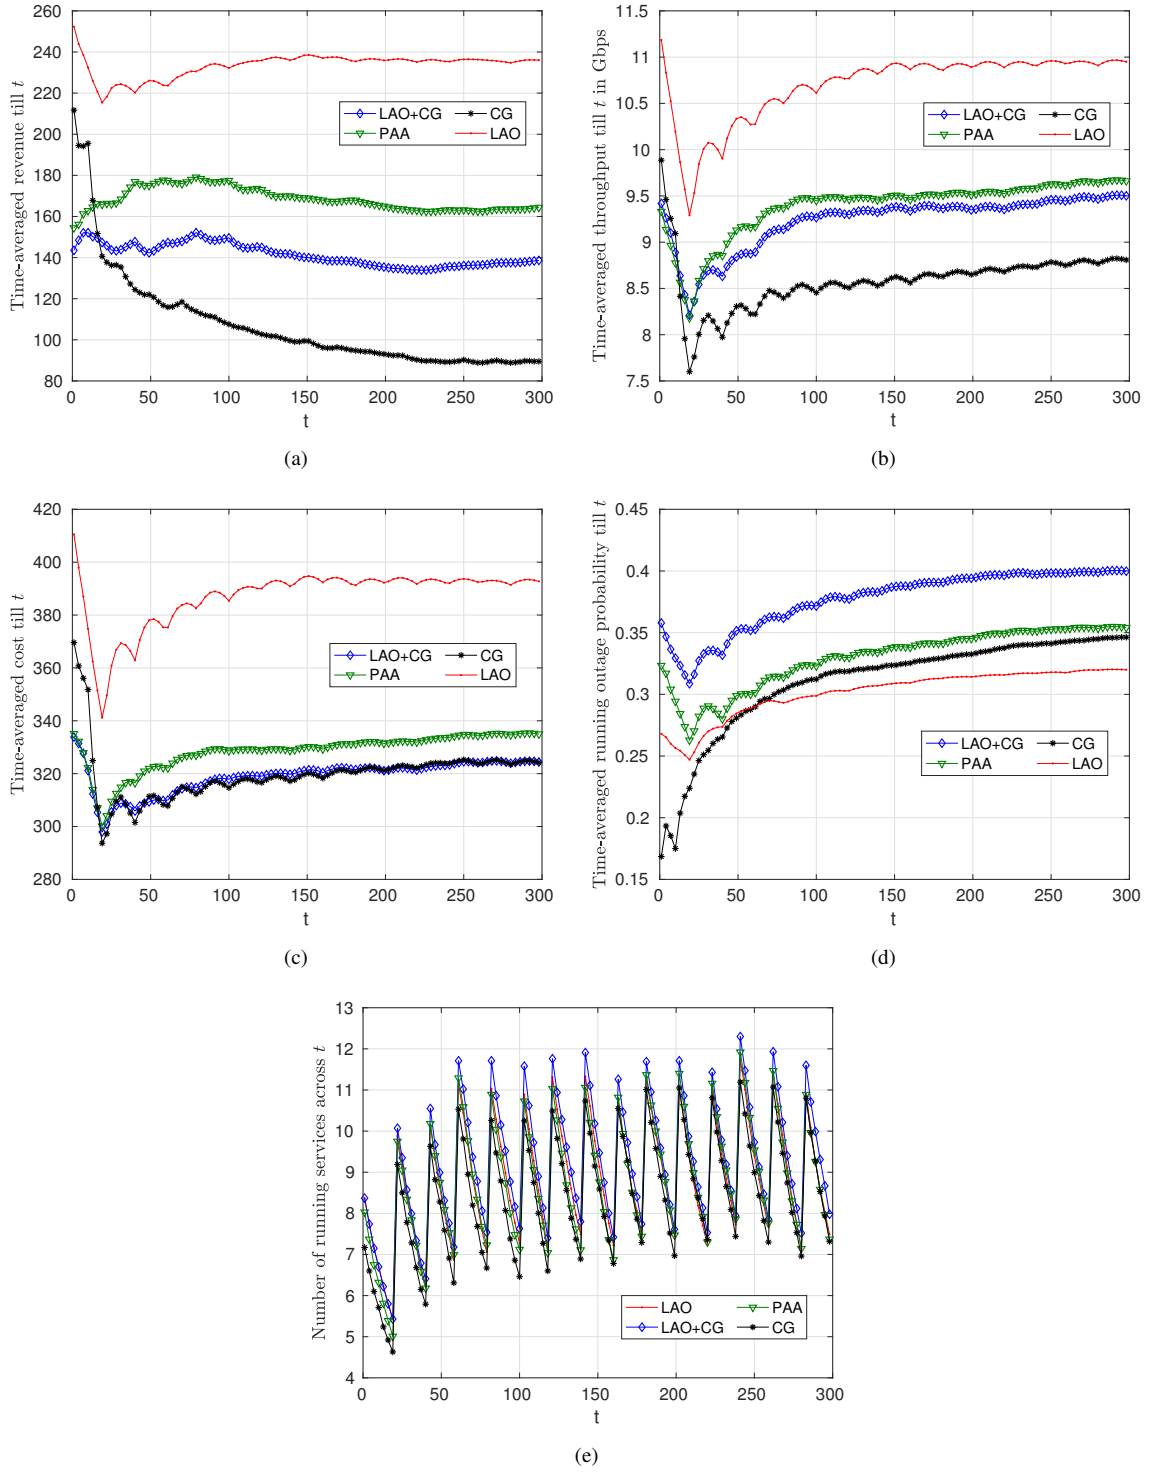 260
240
220
200
180
160
140
120
100
80
Time-averaged revenue till t
LAO+CG CG
PAA LAO
0 50 100 150 200 250 300
t
(a)
11.5
11
10.5
10
9.5
9
8.5
8
7.5
Time-averaged throughput till t in Gbps
LAO+CG CG
PAA LAO
0 50 100 150 200 250 300
t
(b)
420
400
380
360
340
320
300
280
Time-averaged cost till t
LAO+CG CG
PAA LAO
0 50 100 150 200 250 300
t
(c)
0.45
0.4
0.35
0.3
0.25
0.2
0.15
Time-averaged running outage probability till t
LAO+CG CG
PAA LAO
0 50 100 150 200 250 300
t
(d)
13
12
11
10
9
8
7
6
5
4
Number of running services across t
LAO PAA
LAO+CG CG
0 50 100 150 200 250 300
t
(e)